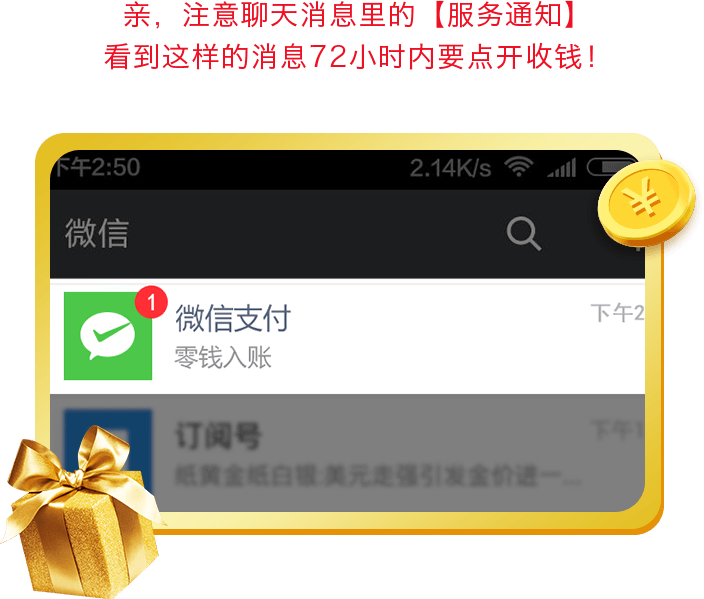 亲，注意聊天消息里的【服务通知】
看到这样的消息72小时内要点开收钱！
下午2:50 2.14K/s
微信
1
微信支付 下午2
零钱入账
订阅号 下午1
纸黄金纸白银:美元走强引发金价进一...
¥